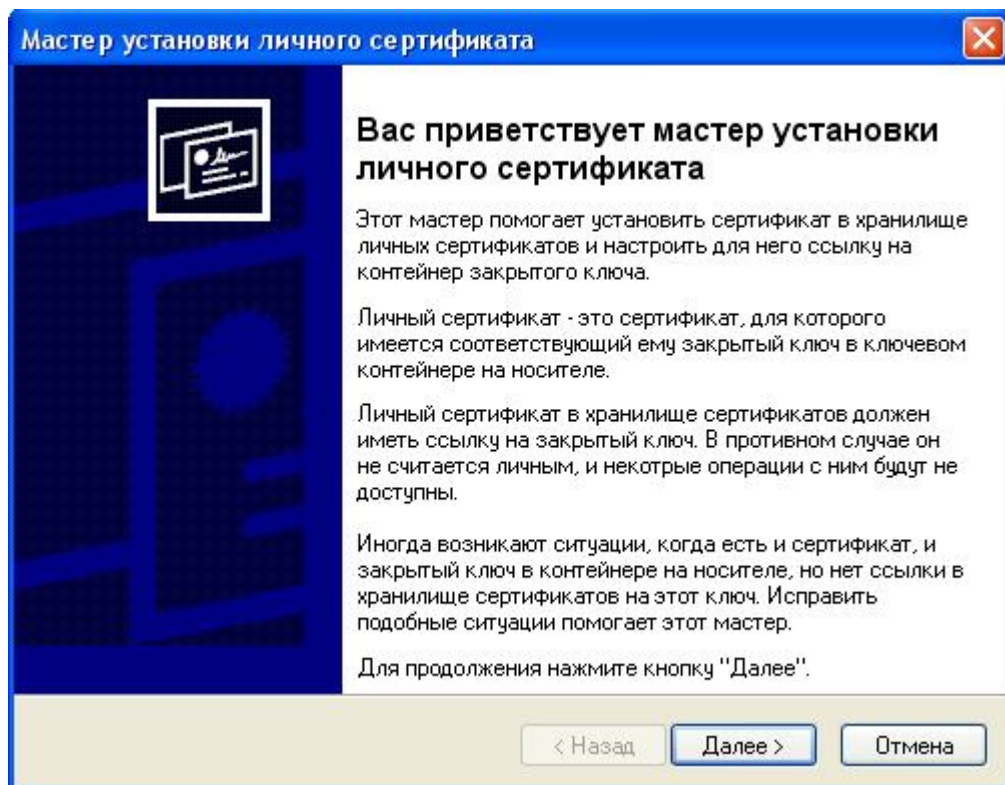 Мастер установки личного сертификата
Вас приветствует мастер установки
личного сертификата
Этот мастер помогает установить сертификат в хранилище
личных сертификатов и настроить для него ссылку на
контейнер закрытого ключа.
Личный сертификат - это сертификат, для которого
имеется соответствующий ему закрытый ключ в ключевом
контейнере на носителе.
Личный сертификат в хранилище сертификатов должен
иметь ссылку на закрытый ключ. В противном случае он
не считается личным, и некотрые операции с ним будут не
доступны.
Иногда возникают ситуации, когда есть и сертификат, и
закрытый ключ в контейнере на носителе, но нет ссылки в
хранилище сертификатов на этот ключ. Исправить
подобные ситуации помогает этот мастер.
Для продолжения нажмите кнопку "Далее".
< Назад Далее > Отмена